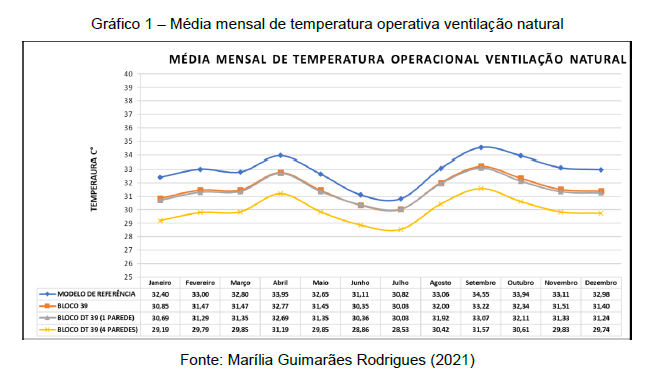 Gráfico 1 – Média mensal de temperatura operativa ventilação natural
MÉDIA MENSAL DE TEMPERATURA OPERACIONAL VENTILAÇÃO NATURAL
40
39
38
37
36
35
34
33
32
31
30
29
28
27
26
25
TEMPERAURA C°
Janeiro Fevereiro Março Abril Maio Junho Julho Agosto Setembro Outubro Novembro Dezembro
MODELO DE REFERÊNCIA 32,40 33,00 32,80 33,95 32,65 31,11 30,82 33,06 34,55 33,94 33,11 32,98
BLOCO 39 30,85 31,47 31,47 32,77 31,45 30,35 30,03 32,00 33,22 32,34 31,51 31,40
BLOCO DT 39 (1 PAREDE) 30,69 31,29 31,35 32,69 31,35 30,36 30,03 31,92 33,07 32,11 31,33 31,24
BLOCO DT 39 (4 PAREDES) 29,19 29,79 29,85 31,19 29,85 28,86 28,53 30,42 31,57 30,61 29,83 29,74
Fonte: Marília Guimarães Rodrigues (2021)